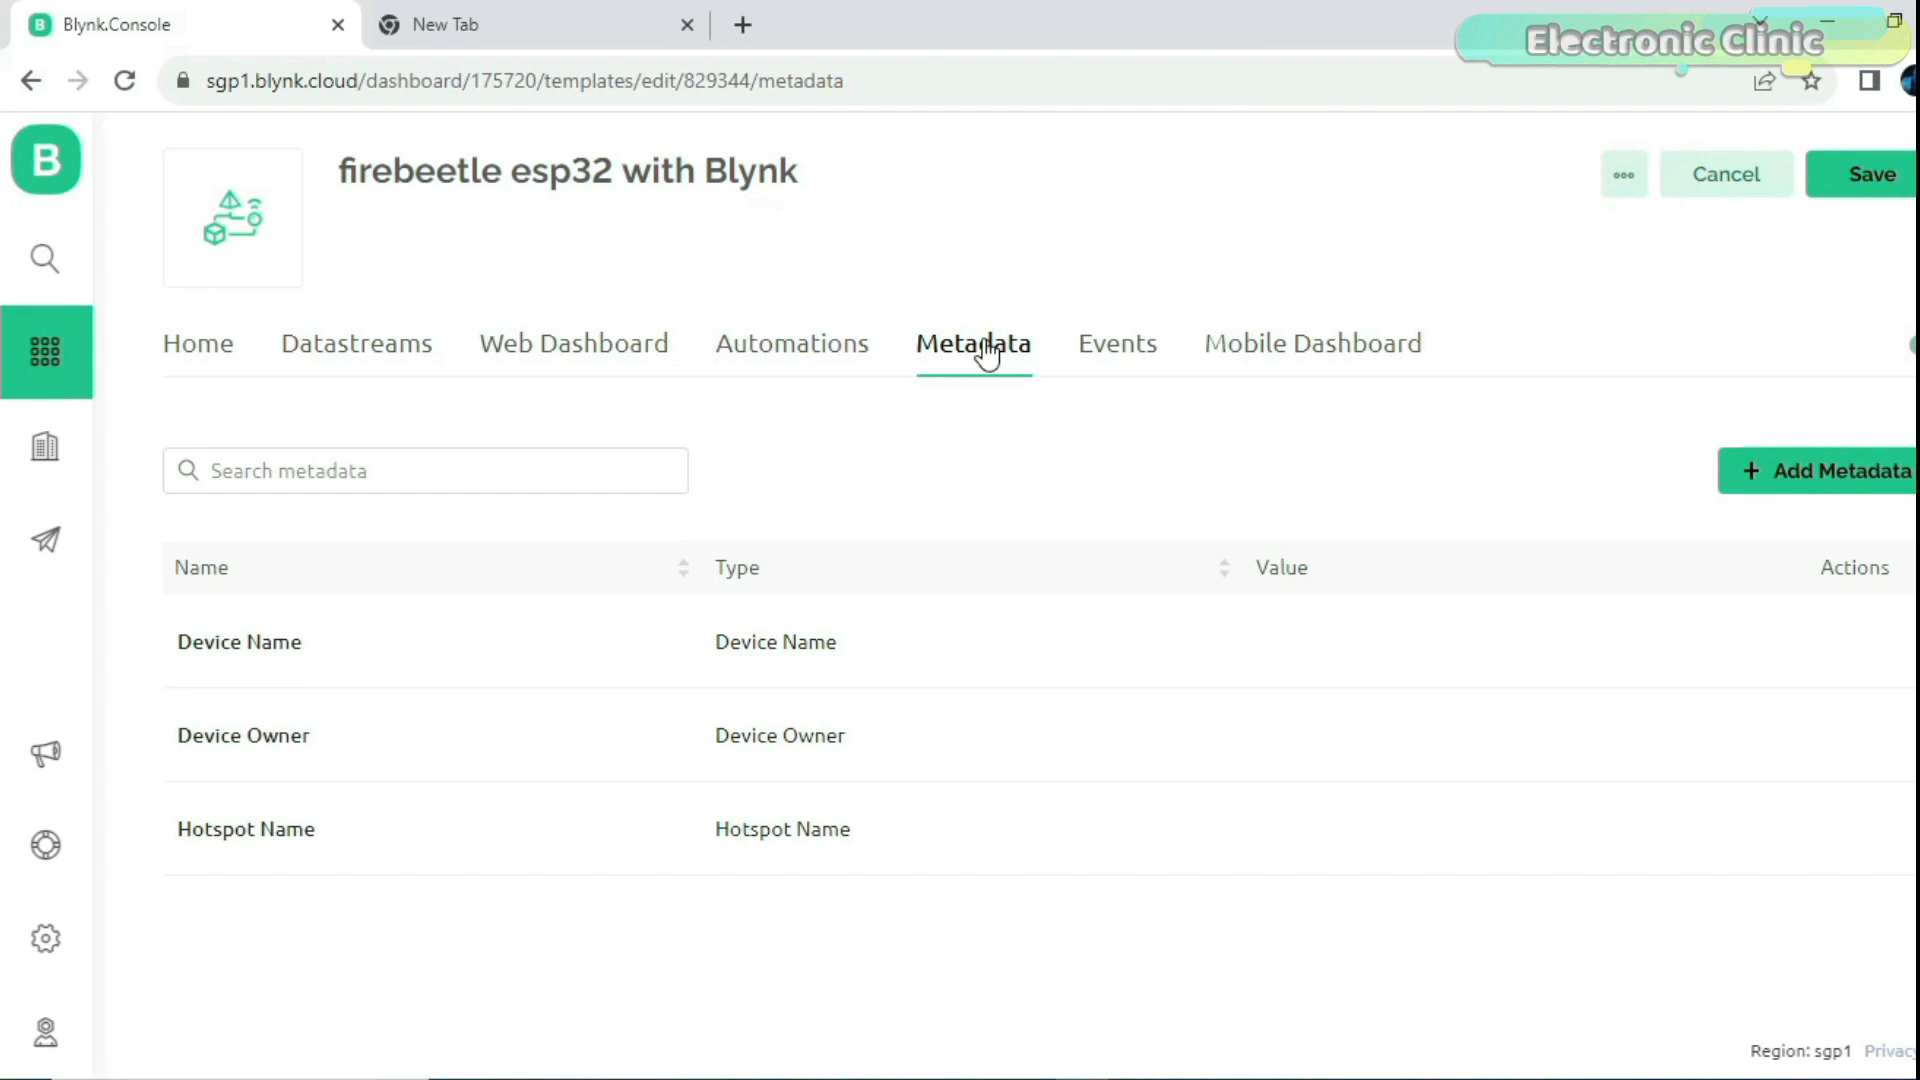 Blynk.Console
New Tab
Electronic Clinic
sgp1.blynk.cloud/dashboard/175720/templates/edit/829344/metadata
B
firebeetle esp32 with Blynk
Cancel
Save
Home
Datastreams
Web Dashboard
Automations
Metadata
Events
Mobile Dashboard
Search metadata
+ Add Metadata
Name
Type
Value
Actions
Device Name
Device Name
Device Owner
Device Owner
Hotspot Name
Hotspot Name
Region: sgp1
Privacy